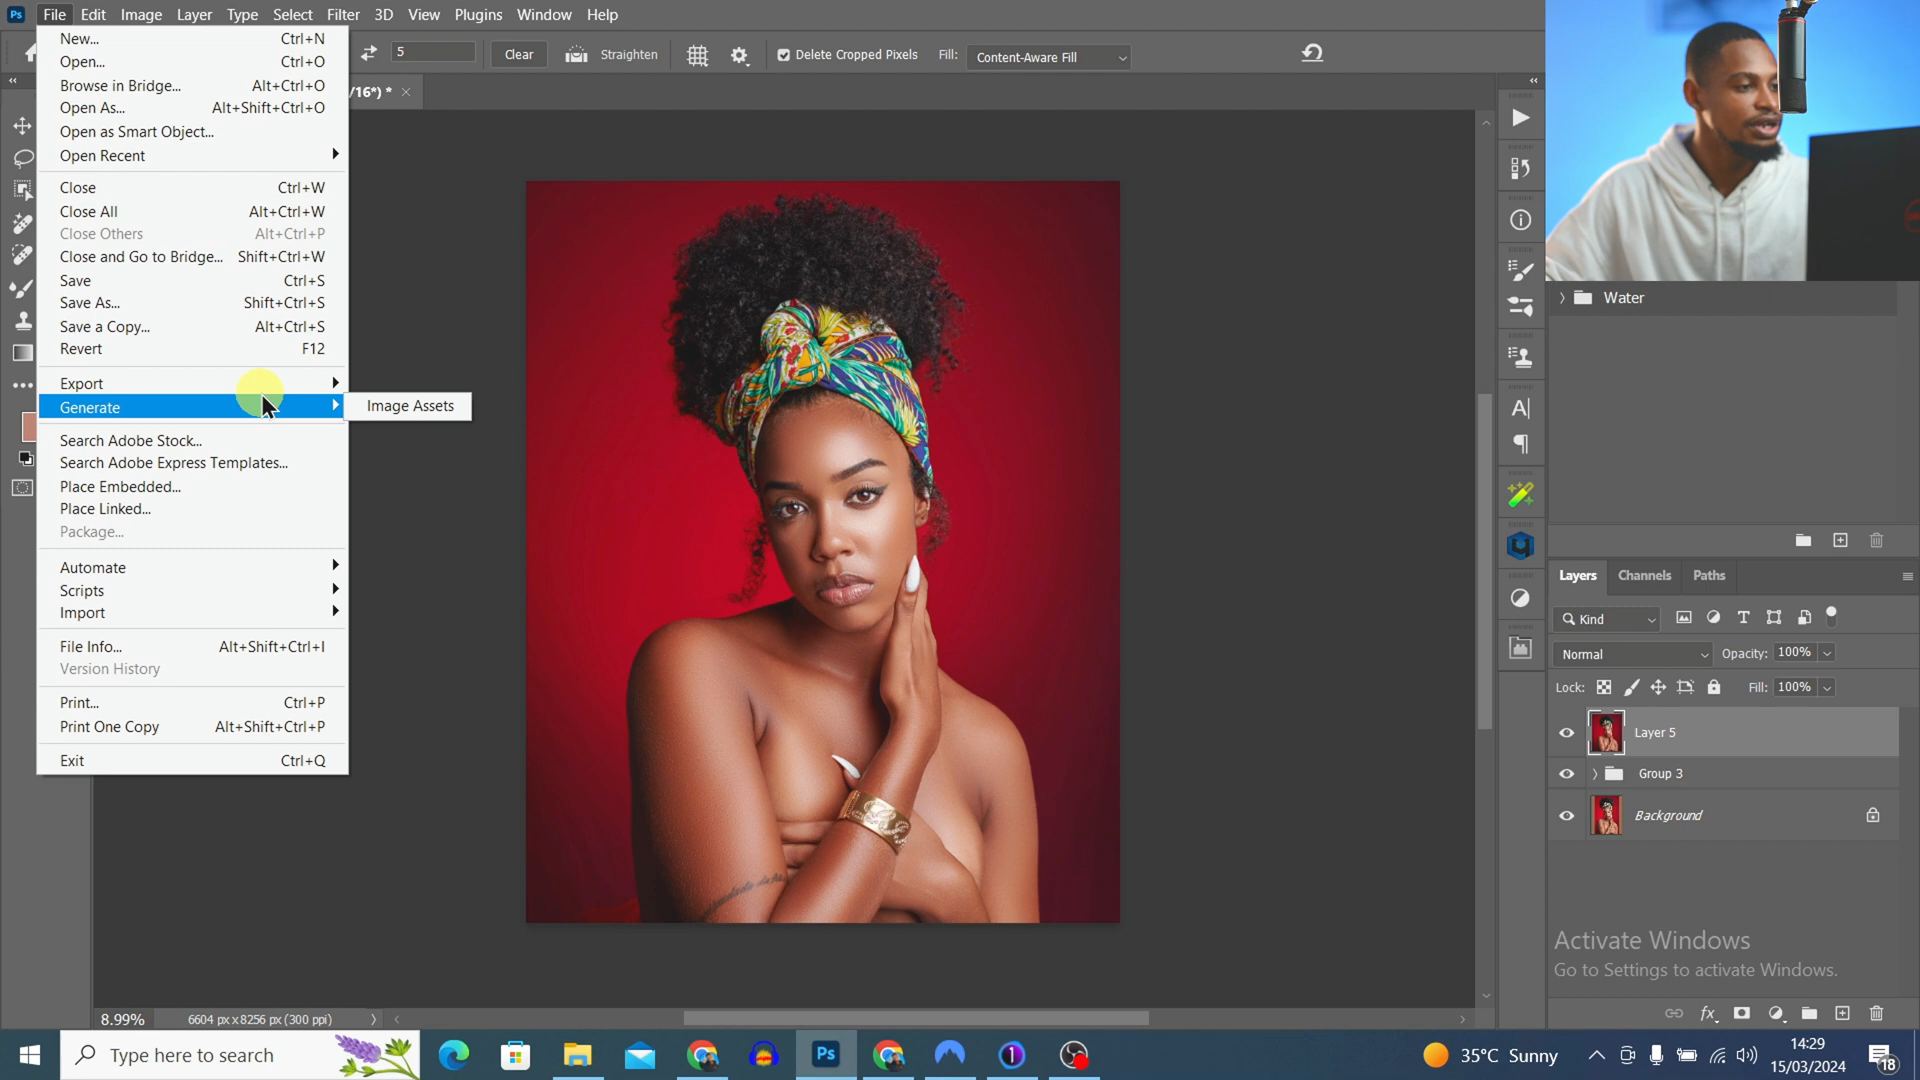 Ps File Edit Image Layer Type Select Filter 3D View Plugins Window Help
5 Clear Straighten Delete Cropped Pixels Fill: Content-Aware Fill
/16*) * ×
New... Ctrl+N
Open... Ctrl+O
Browse in Bridge... Alt+Ctrl+O
Open As... Alt+Shift+Ctrl+O
Open as Smart Object...
Open Recent
Close Ctrl+W
Close All Alt+Ctrl+W
Close Others Alt+Ctrl+P
Close and Go to Bridge... Shift+Ctrl+W
Save Ctrl+S
Save As... Shift+Ctrl+S
Save a Copy... Alt+Ctrl+S
Revert F12
Export
Generate
Image Assets
Search Adobe Stock...
Search Adobe Express Templates...
Place Embedded...
Place Linked...
Package...
Automate
Scripts
Import
File Info... Alt+Shift+Ctrl+I
Version History
Print... Ctrl+P
Print One Copy Alt+Shift+Ctrl+P
Exit Ctrl+Q
Water
Layers Channels Paths
Kind
Normal Opacity: 100%
Lock: Fill: 100%
Layer 5
Group 3
Background
Activate Windows
Go to Settings to activate Windows.
8.99% 6604 px x 8256 px (300 ppi)
Type here to search
Ps
35°C Sunny
14:29
15/03/2024
18